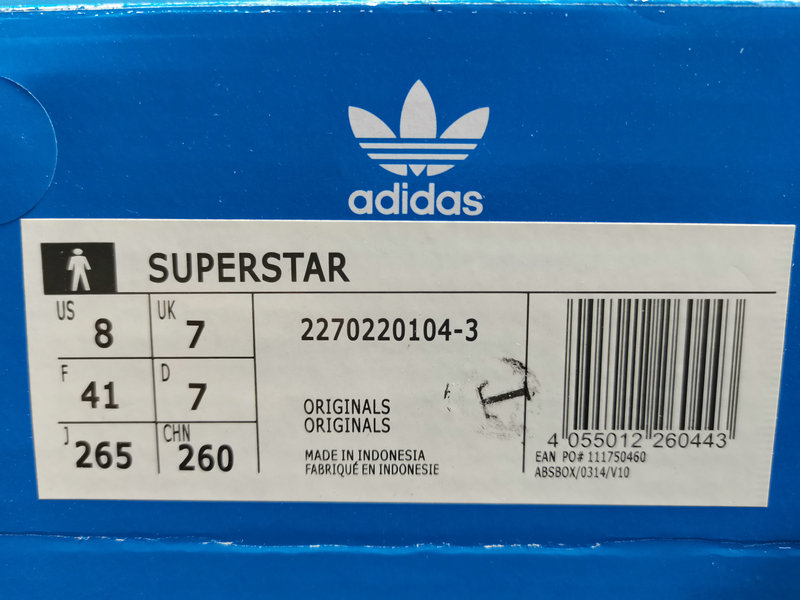 adidas
SUPERSTAR
US 8 UK 7
F 41 D 7
J 265 CHN 260
2270220104-3
ORIGINALS
ORIGINALS
MADE IN INDONESIA
FABRIQUÉ EN INDONESIE
4 055012 260443
EAN PO# 111750460
ABSBOX/0314/V10